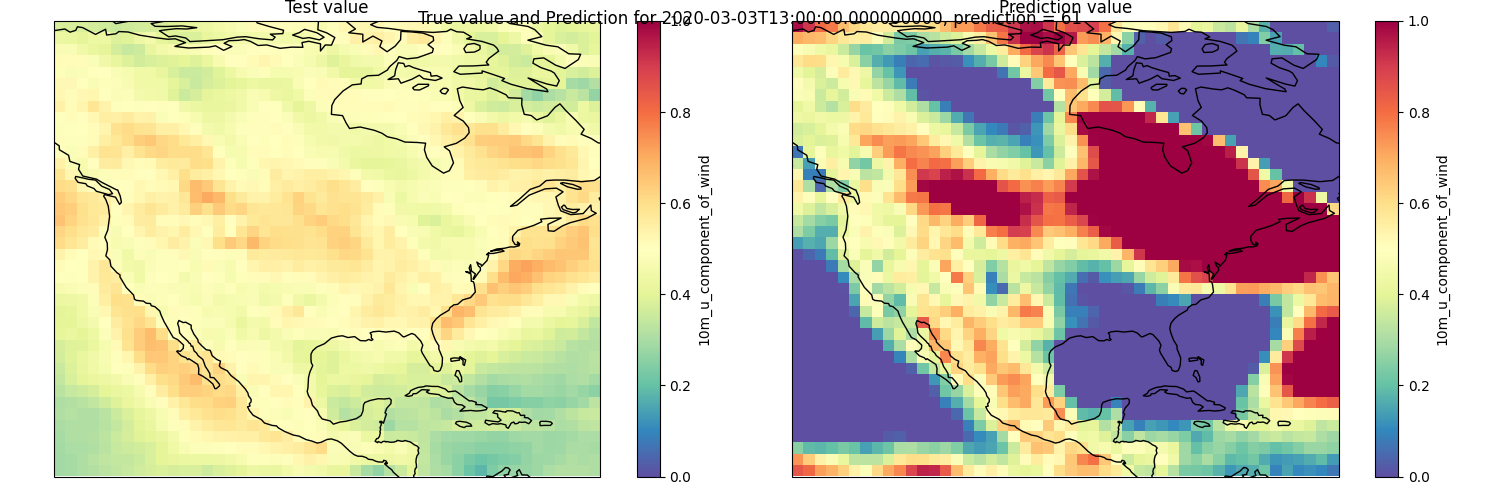 Test value
Prediction value
True value and Prediction for 2020-03-03T13:00:00.000000000 prediction = 61
1.0
0.8
0.6
0.4
0.2
0.0
10m_u_component_of_wind
1.0
0.8
0.6
0.4
0.2
0.0
10m_u_component_of_wind